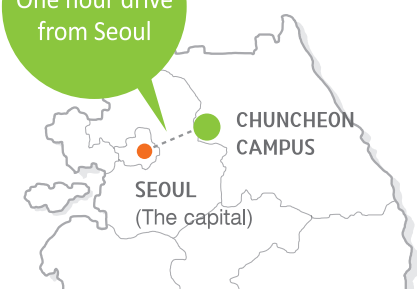 One hour drive
from Seoul
CHUNCHEON
CAMPUS
SEOUL
(The capital)